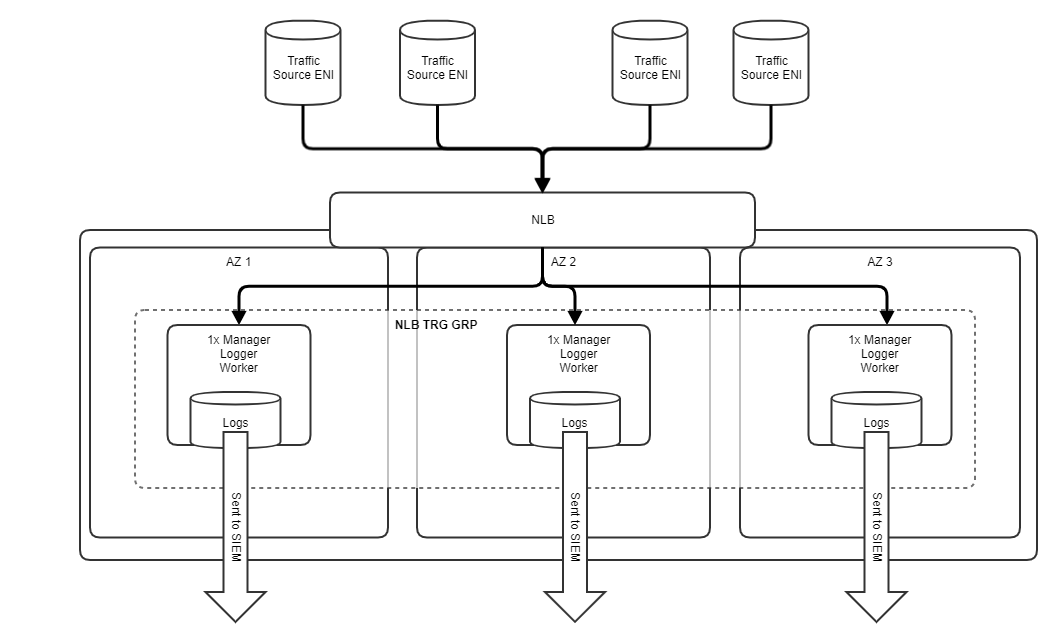 Traffic
Source ENI
Traffic
Source ENI
Traffic
Source ENI
Traffic
Source ENI
NLB
AZ 1
AZ 2
AZ 3
NLB TRG GRP
1x Manager
Logger
Worker
1x Manager
Logger
Worker
1x Manager
Logger
Worker
Logs
Logs
Logs
Sent to SIEM
Sent to SIEM
Sent to SIEM